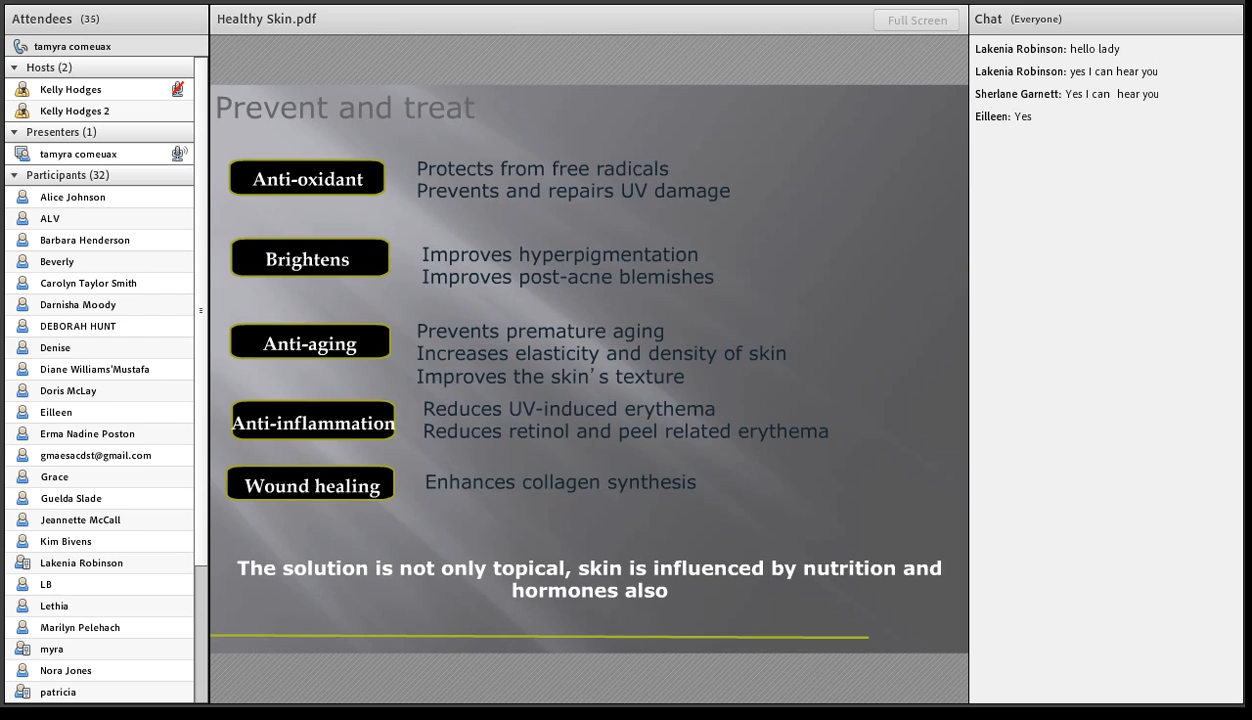 Attendees (35)
tamyra comeuax
Hosts (2)
Kelly Hodges
Kelly Hodges 2
Presenters (1)
tamyra comeuax
Participants (32)
Alice Johnson
ALV
Barbara Henderson
Beverly
Carolyn Taylor Smith
Darnisha Moody
DEBORAH HUNT
Denise
Diane Williams'Mustafa
Doris McLay
Eilleen
Erma Nadine Poston
gmaesacdst@gmail.com
Grace
Guelda Slade
Jeannette McCall
Kim Bivens
Lakenia Robinson
LB
Lethia
Marilyn Pelehach
myra
Nora Jones
patricia
Healthy Skin.pdf
Full Screen
Prevent and treat
Anti-oxidant
Protects from free radicals
Prevents and repairs UV damage
Brightens
Improves hyperpigmentation
Improves post-acne blemishes
Anti-aging
Prevents premature aging
Increases elasticity and density of skin
Improves the skin's texture
Anti-inflammation
Reduces UV-induced erythema
Reduces retinol and peel related erythema
Wound healing
Enhances collagen synthesis
The solution is not only topical, skin is influenced by nutrition and
hormones also
Chat (Everyone)
Lakenia Robinson: hello lady
Lakenia Robinson: yes I can hear you
Sherlane Garnett: Yes I can hear you
Eilleen: Yes